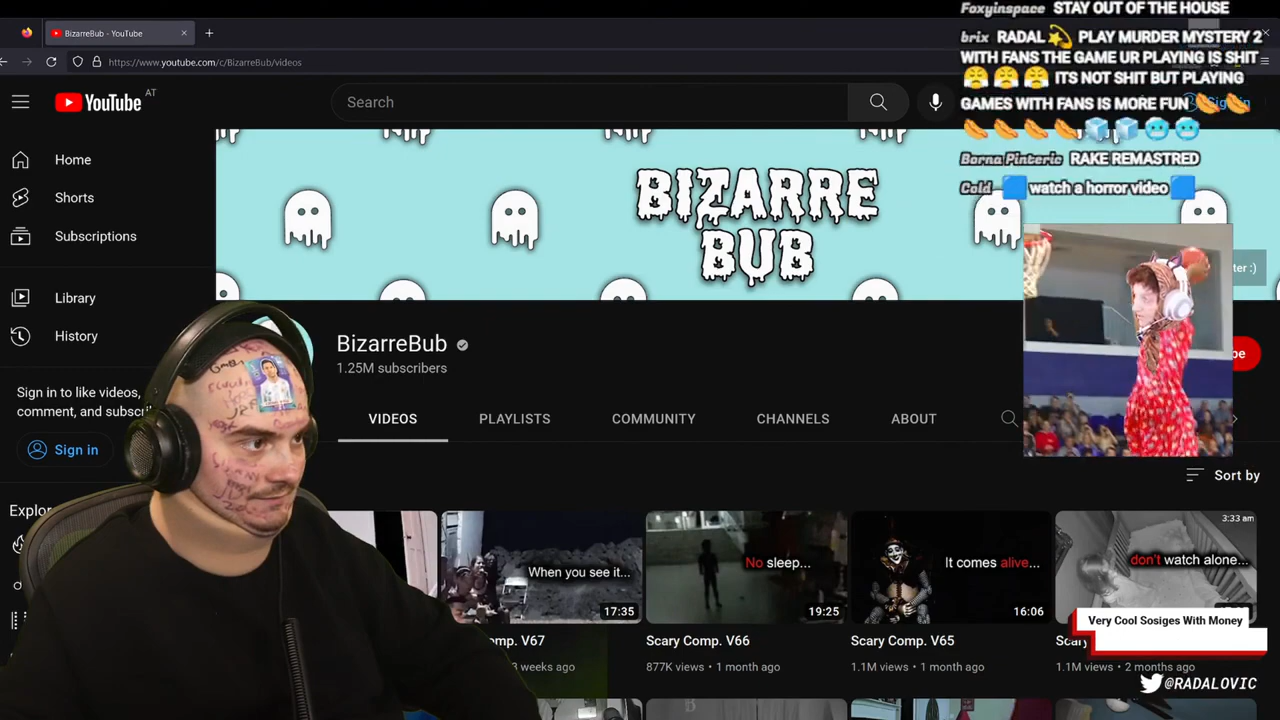 BizarreBub - YouTube
https://www.youtube.com/c/BizarreBub/videos
Foxyinspace STAY OUT OF THE HOUSE
brix RADAL💫 PLAY MURDER MYSTERY 2
WITH FANS THE GAME UR PLAYING IS SHIT
😤 😤 😤 ITS NOT SHIT BUT PLAYING
GAMES WITH FANS IS MORE FUN 🌭 🌭
🌭 🌭 🌭 🌭 🧊 🧊 🥶 🥶
Borna Pinteric RAKE REMASTRED
Cold 🟦 watch a horror video 🟦
YouTube AT
Search
Sign in
Home
Shorts
Subscriptions
Library
History
Sign in to like videos,
comment, and subscri
Sign in
Explor
BIZARRE
BUB
ter :)
BizarreBub
1.25M subscribers
be
VIDEOS PLAYLISTS COMMUNITY CHANNELS ABOUT
Sort by
When you see it...
17:35
No sleep...
19:25
It comes alive...
16:06
3:33 am
don't watch alone...
omp. V67
3 weeks ago
Scary Comp. V66
877K views • 1 month ago
Scary Comp. V65
1.1M views • 1 month ago
Scary
1.1M views • 2 months ago
Very Cool Sosiges With Money
@RADALOVIC